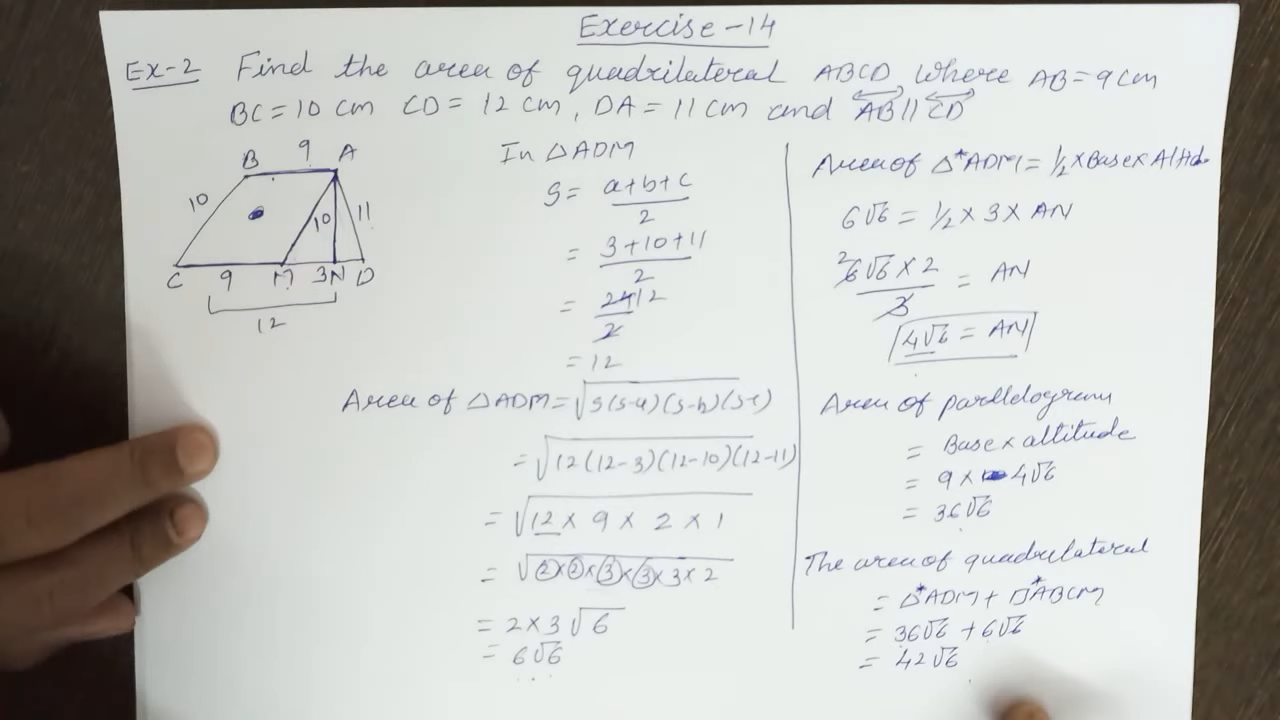 Exercise-14
Ex-2 Find the area of quadrilateral ABCD where AB=9cm
BC=10 cm CD= 12 cm, DA= 11 cm and AB || CD
B 9 A
10 10 11
C 9 M 3 N D
12
In △ADM
S = a+b+c / 2
= 3+10+11 / 2
= 24 12 / 2
= 12
Area of △ADM = √s(s-a)(s-b)(s-c)
= √12(12-3)(12-10)(12-11)
= √12 × 9 × 2 × 1
= √2×2×3×3×3×2
= 2×3√6
= 6√6
Area of △*ADM = 1/2 × Base × Altitd
6√6 = 1/2 × 3 × AN
2 6√6 × 2 / 3 = AN
4√6 = AN
Area of paralldogram
= Base × altitude
= 9 × 4√6
= 36√6
The area of quadrilateral
= △*ADM + ▱*ABCM
= 36√6 + 6√6
= 42√6